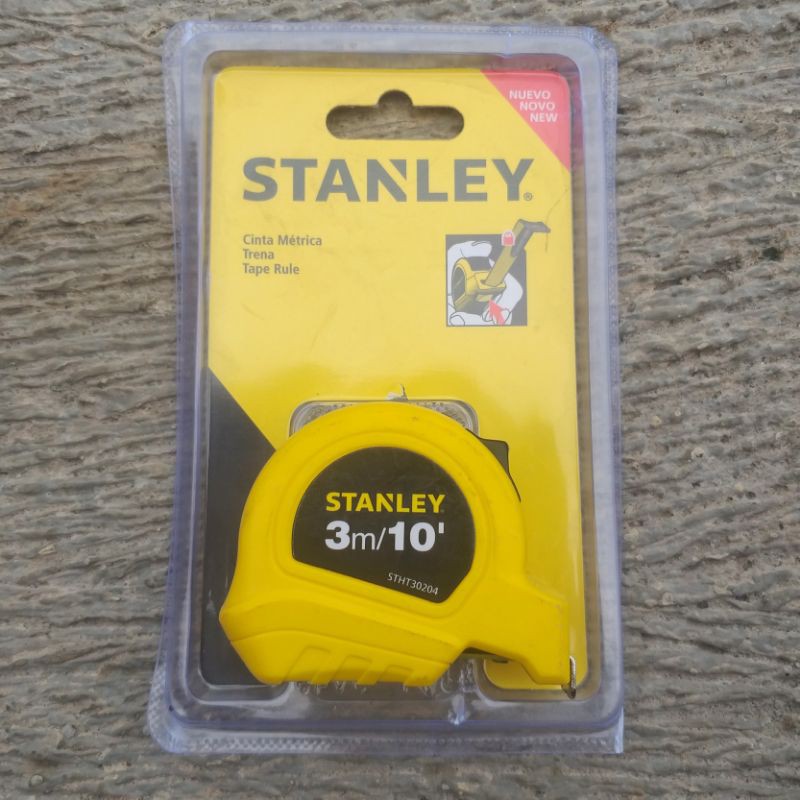 NUEVO
NOVO
NEW
STANLEY®
Cinta Métrica
Trena
Tape Rule
STANLEY
3m/10'
STHT30204